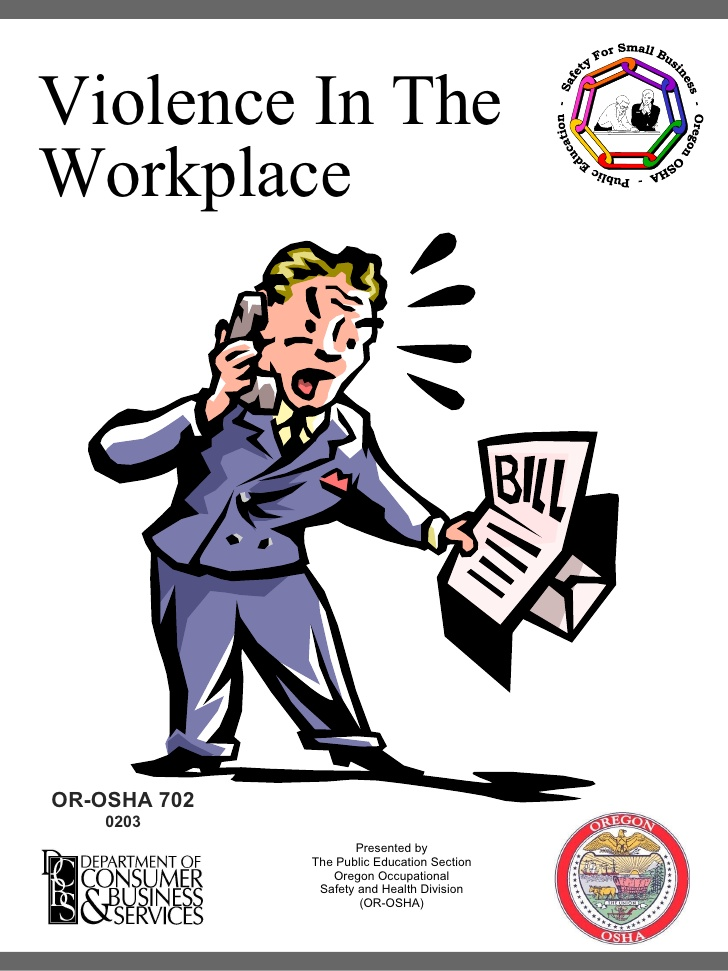 Violence In The
Workplace
Safety For Small Business - Oregon OSHA - Public Education -
BILL
OR-OSHA 702
0203
DEPARTMENT OF
CONSUMER
& BUSINESS
SERVICES
DCBS
Presented by
The Public Education Section
Oregon Occupational
Safety and Health Division
(OR-OSHA)
OREGON
THE UNION
OSHA